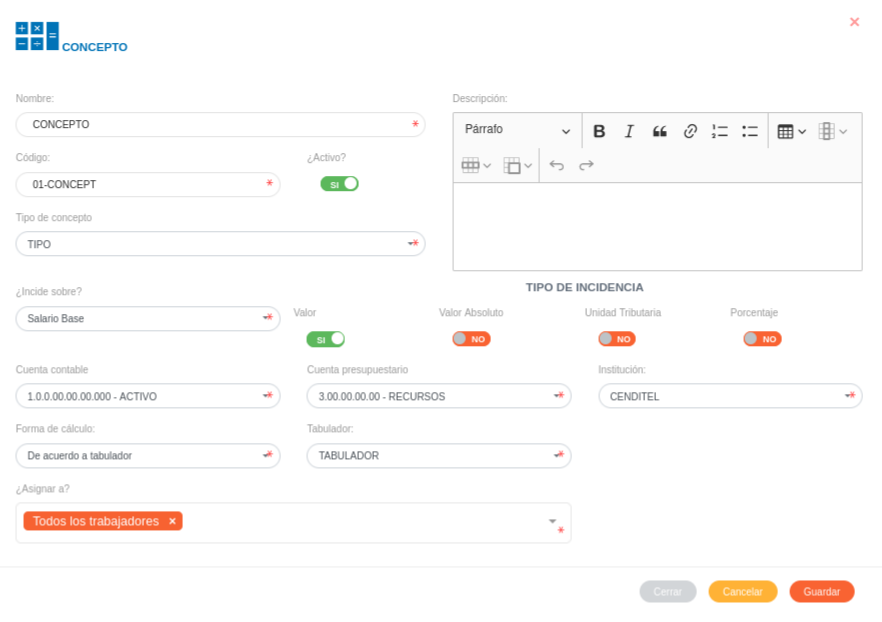 CONCEPTO
×
Nombre:
CONCEPTO *
Código:
¿Activo?
01-CONCEPT *
SI
Tipo de concepto
TIPO *
Descripción:
Párrafo
B I
¿Incide sobre?
Salario Base *
TIPO DE INCIDENCIA
Valor
Valor Absoluto
Unidad Tributaria
Porcentaje
SI
NO
NO
NO
Cuenta contable
Cuenta presupuestario
Institución:
1.0.0.00.00.00.000 - ACTIVO *
3.00.00.00.00 - RECURSOS *
CENDITEL *
Forma de cálculo:
Tabulador:
De acuerdo a tabulador *
TABULADOR *
¿Asignar a?
Todos los trabajadores × *
Cerrar
Cancelar
Guardar